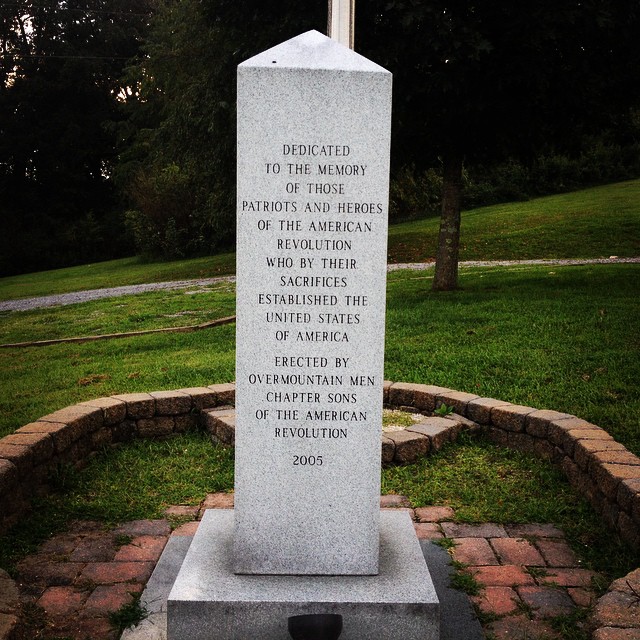 DEDICATED
TO THE MEMORY
OF THOSE
PATRIOTS AND HEROES
OF THE AMERICAN
REVOLUTION
WHO BY THEIR
SACRIFICES
ESTABLISHED THE
UNITED STATES
OF AMERICA
ERECTED BY
OVERMOUNTAIN MEN
CHAPTER SONS
OF THE AMERICAN
REVOLUTION
2005